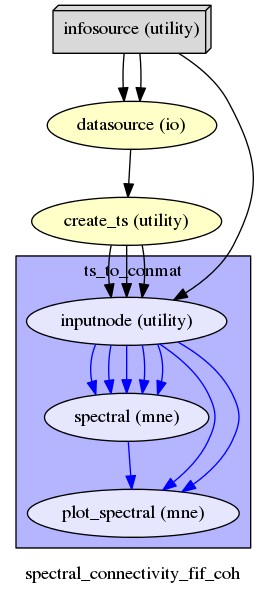 infosource (utility)
datasource (io)
create_ts (utility)
ts_to_conmat
inputnode (utility)
spectral (mne)
plot_spectral (mne)
spectral_connectivity_fif_coh